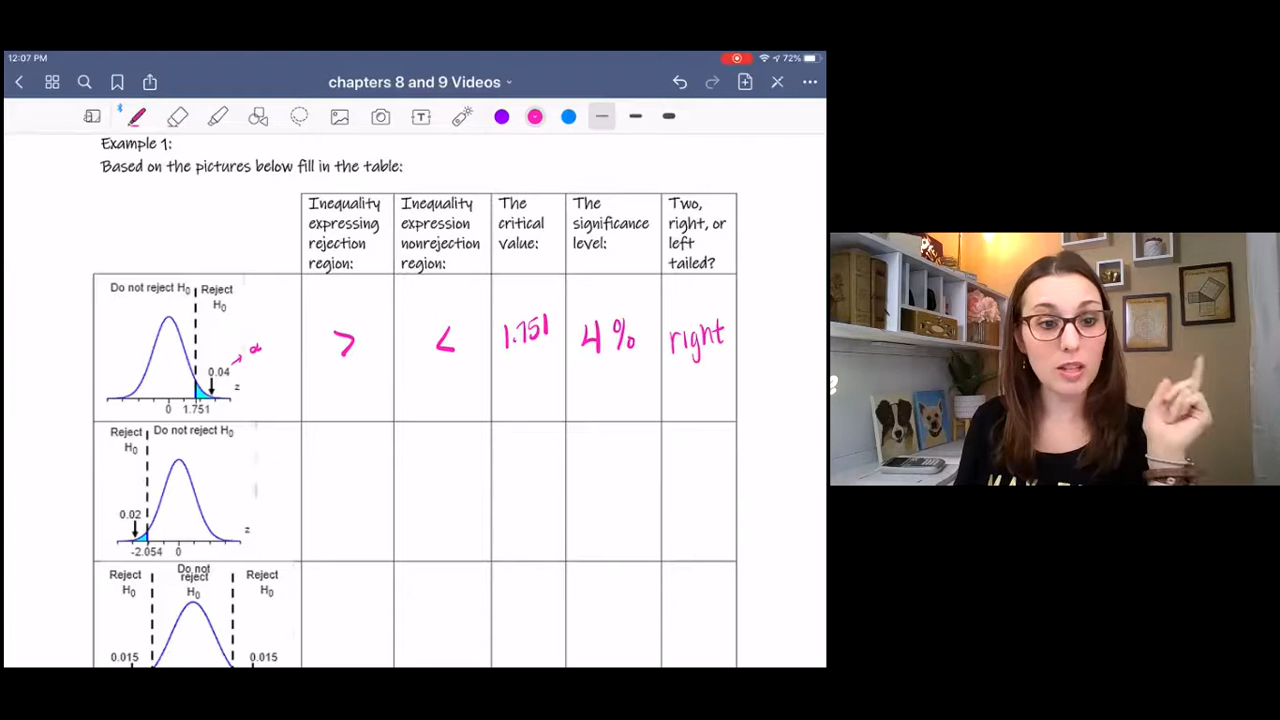 12:07 PM
72%
chapters 8 and 9 Videos
Example 1:
Based on the pictures below fill in the table:
Inequality expressing rejection region:
Inequality expression nonrejection region:
The critical value:
The significance level:
Two, right, or left tailed?
Do not reject H₀
Reject H₀
α
0.04
z
0
1.751
>
<
1.751
4%
right
Reject H₀
Do not reject H₀
0.02
z
-2.054
0
Reject H₀
Do not reject H₀
Reject H₀
0.015
0.015